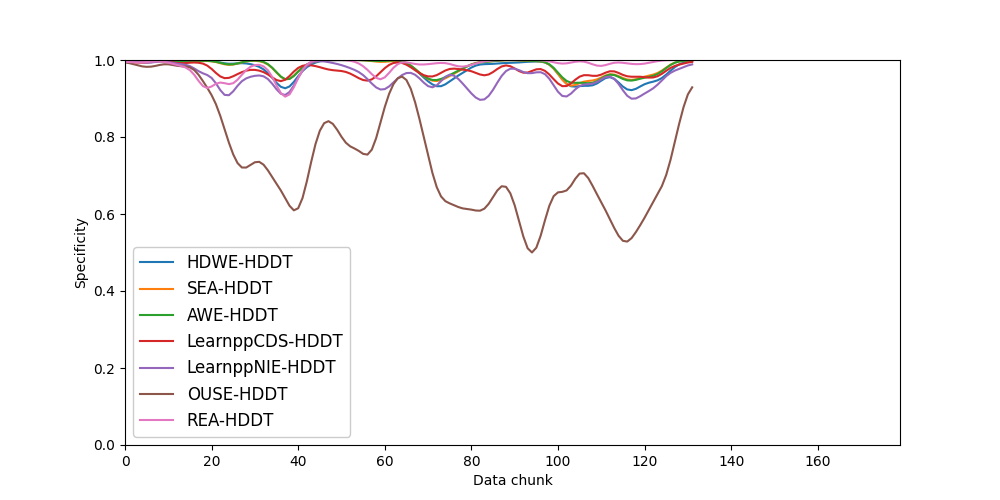 1.0
0.8
0.6
0.4
0.2
0.0
Specificity
HDWE-HDDT
SEA-HDDT
AWE-HDDT
LearnppCDS-HDDT
LearnppNIE-HDDT
OUSE-HDDT
REA-HDDT
0 20 40 60 80 100 120 140 160
Data chunk